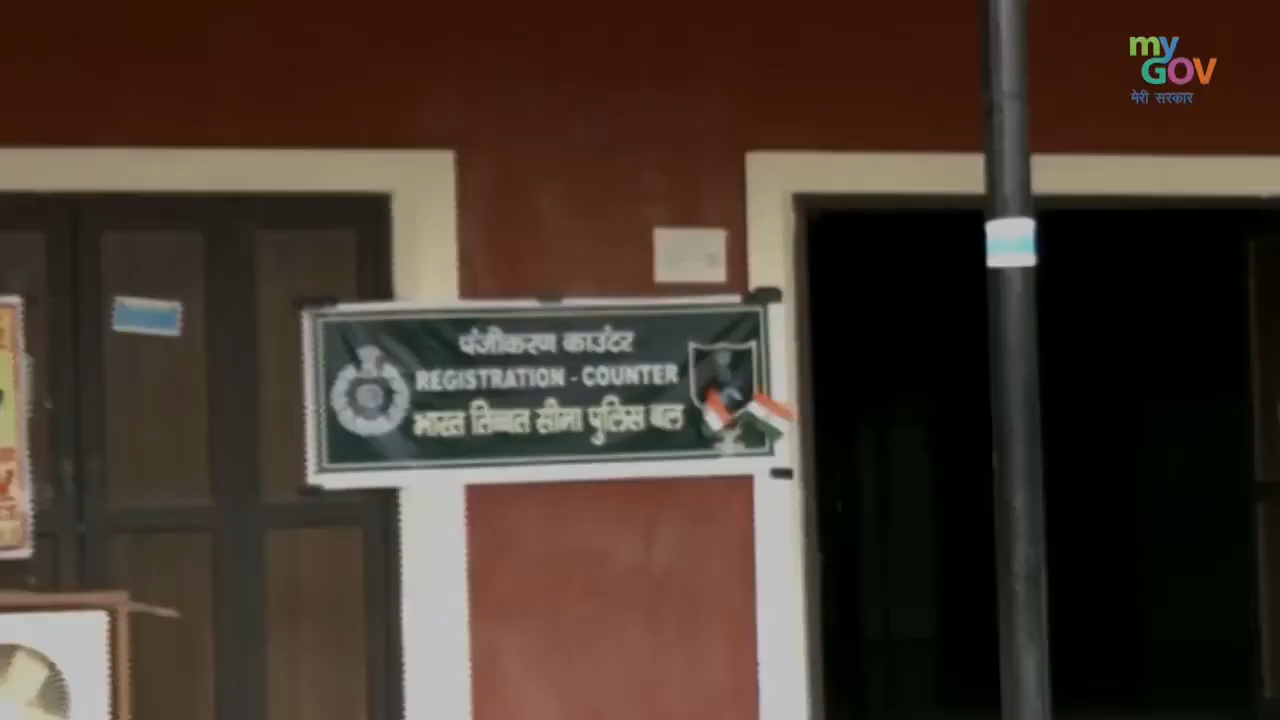 my
GOV
मेरी सरकार
पंजीकरण काउंटर
REGISTRATION - COUNTER
भारत तिब्बत सीमा पुलिस बल